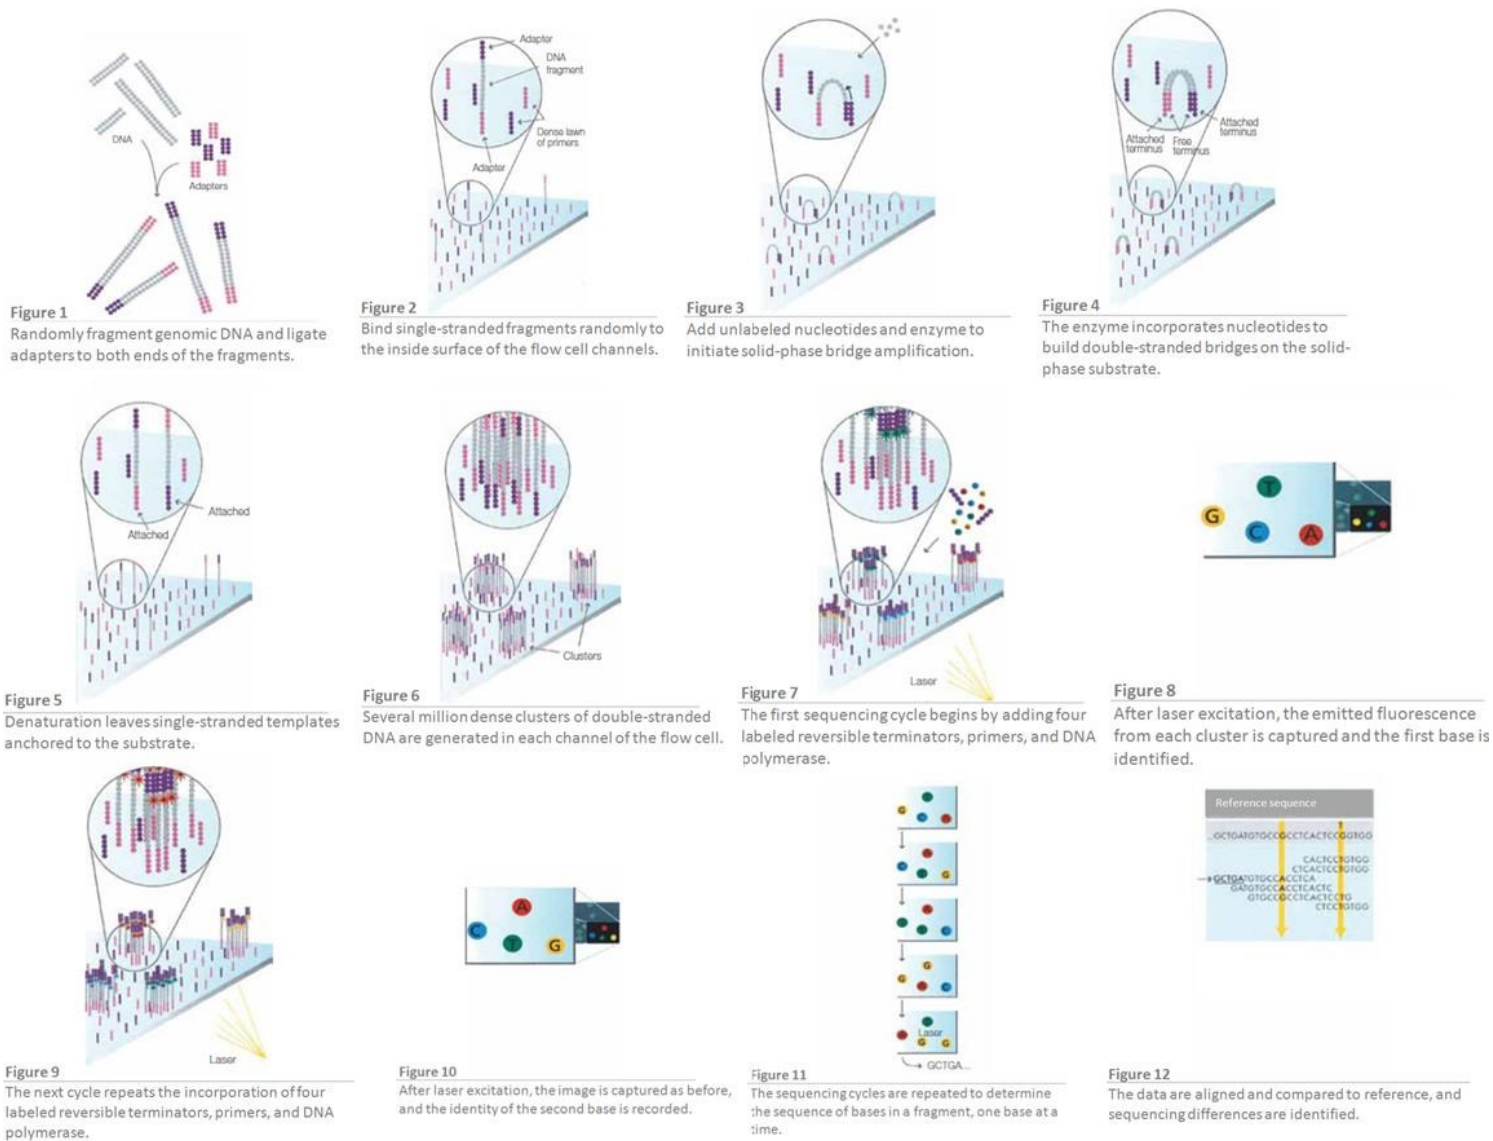 DNA
Adapters
Figure 1
Randomly fragment genomic DNA and ligate
adapters to both ends of the fragments.
Adapter
DNA
fragment
Dense lawn
of primers
Adapter
Figure 2
Bind single-stranded fragments randomly to
the inside surface of the flow cell channels.
Figure 3
Add unlabeled nucleotides and enzyme to
initiate solid-phase bridge amplification.
Attached
terminus
Free
terminus
Attached
terminus
Figure 4
The enzyme incorporates nucleotides to
build double-stranded bridges on the solid-
phase substrate.
Attached
Attached
Figure 5
Denaturation leaves single-stranded templates
anchored to the substrate.
Clusters
Figure 6
Several million dense clusters of double-stranded
DNA are generated in each channel of the flow cell.
Laser
Figure 7
The first sequencing cycle begins by adding four
labeled reversible terminators, primers, and DNA
polymerase.
T
G
C
A
Figure 8
After laser excitation, the emitted fluorescence
from each cluster is captured and the first base is
identified.
Laser
Figure 9
The next cycle repeats the incorporation of four
labeled reversible terminators, primers, and DNA
polymerase.
A
C
T
G
Figure 10
After laser excitation, the image is captured as before,
and the identity of the second base is recorded.
Laser
GCTGA...
Figure 11
The sequencing cycles are repeated to determine
the sequence of bases in a fragment, one base at a
time.
Reference sequence
T
...GCTGATGTGCCGCCTCACTCCGGTGG
CACTCCTGTGG
CTCACTCCTGTGG
GCTGATGTGCCACCTCA
GATGTGCCACCTCACTC
GTGCCGCCTCACTCCTG
CTCCTGTGG
Figure 12
The data are aligned and compared to reference, and
sequencing differences are identified.